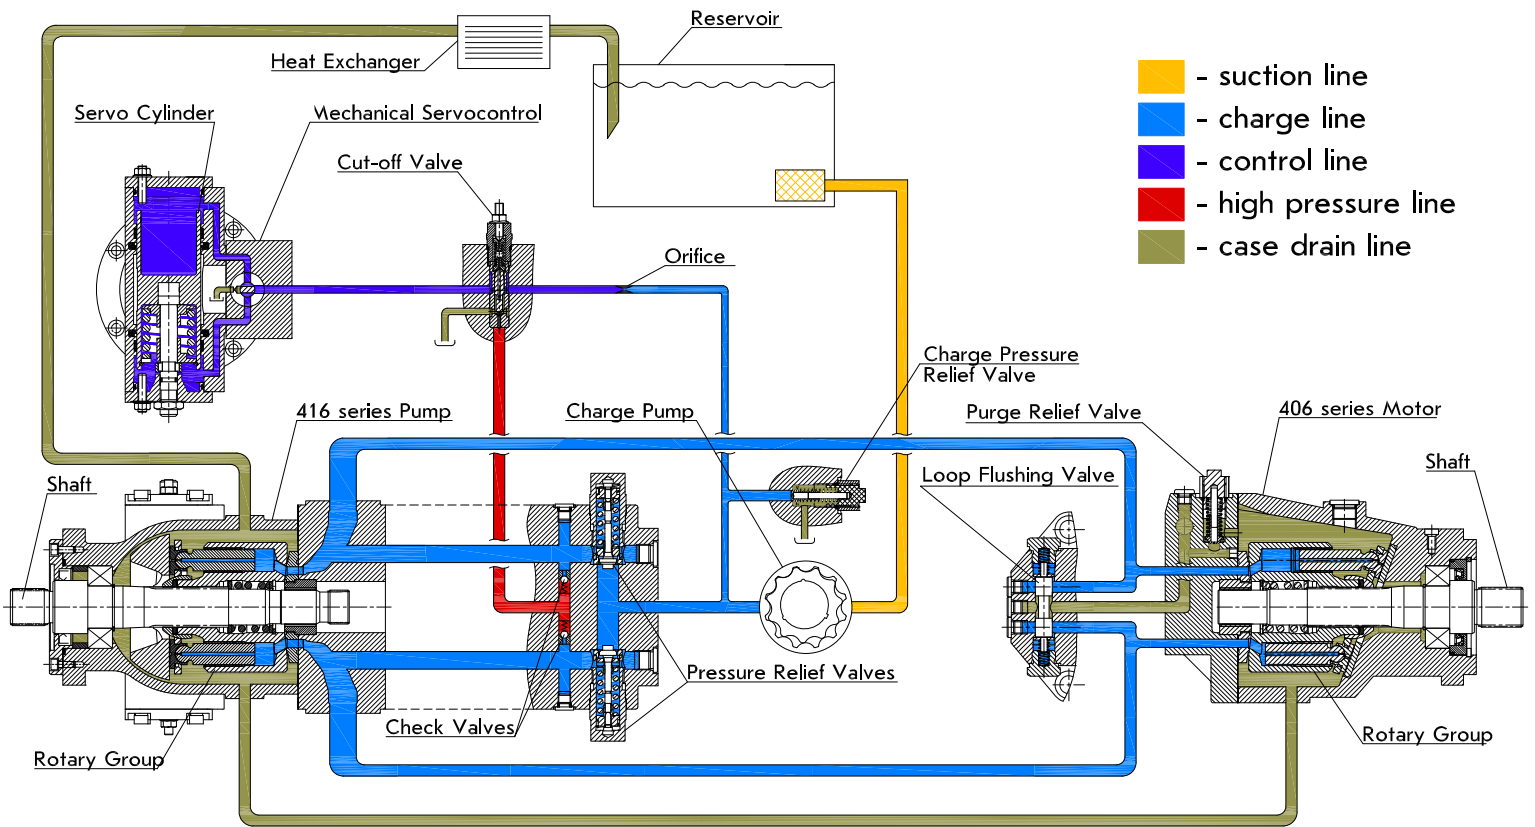 Reservoir
Heat Exchanger
- suction line
- charge line
- control line
- high pressure line
- case drain line
Servo Cylinder
Mechanical Servocontrol
Cut-off Valve
Orifice
Charge Pressure
Relief Valve
416 series Pump
Charge Pump
Purge Relief Valve
406 series Motor
Shaft
Loop Flushing Valve
Shaft
Pressure Relief Valves
Check Valves
Rotary Group
Rotary Group